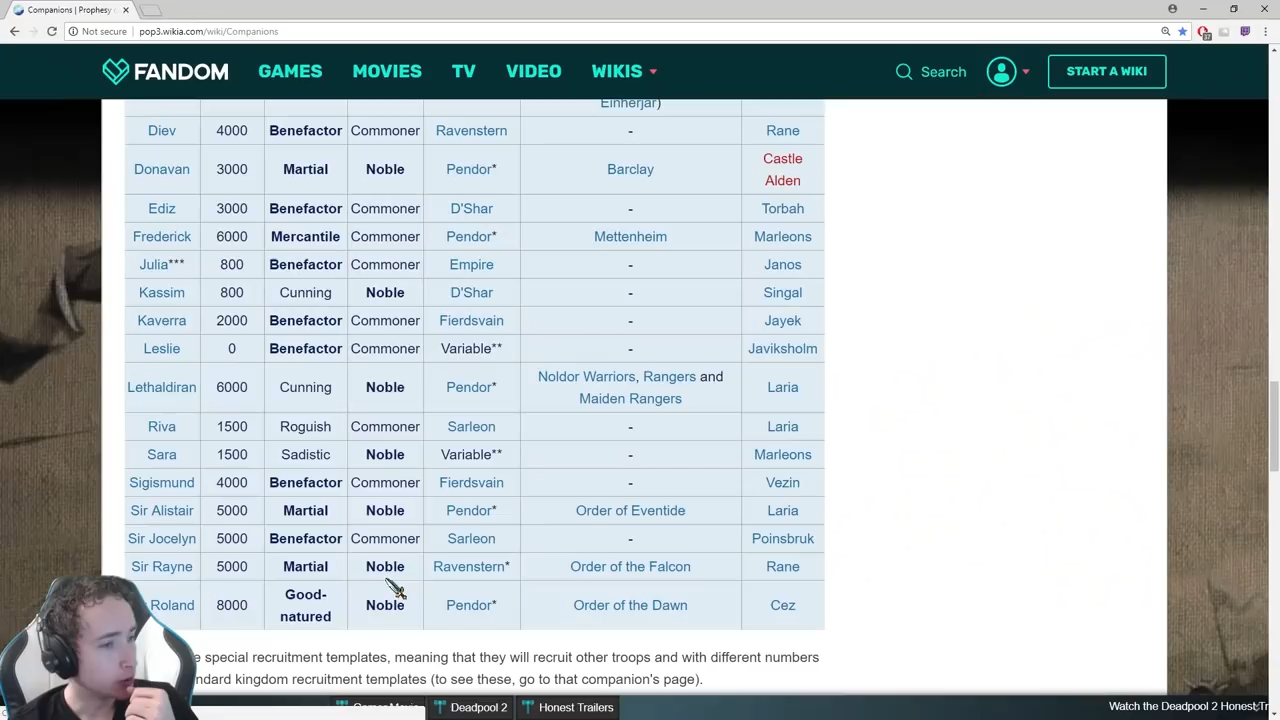 Companions | Prophesy
Not secure | pop3.wikia.com/wiki/Companions
FANDOM GAMES MOVIES TV VIDEO WIKIS Search START A WIKI
Einherjar)
Diev 4000 Benefactor Commoner Ravenstern - Rane
Donavan 3000 Martial Noble Pendor* Barclay Castle
Alden
Ediz 3000 Benefactor Commoner D'Shar - Torbah
Frederick 6000 Mercantile Commoner Pendor* Mettenheim Marleons
Julia*** 800 Benefactor Commoner Empire - Janos
Kassim 800 Cunning Noble D'Shar - Singal
Kaverra 2000 Benefactor Commoner Fierdsvain - Jayek
Leslie 0 Benefactor Commoner Variable** - Javiksholm
Lethaldiran 6000 Cunning Noble Pendor* Noldor Warriors, Rangers and Laria
Maiden Rangers
Riva 1500 Roguish Commoner Sarleon - Laria
Sara 1500 Sadistic Noble Variable** - Marleons
Sigismund 4000 Benefactor Commoner Fierdsvain - Vezin
Sir Alistair 5000 Martial Noble Pendor* Order of Eventide Laria
Sir Jocelyn 5000 Benefactor Commoner Sarleon - Poinsbruk
Sir Rayne 5000 Martial Noble Ravenstern* Order of the Falcon Rane
Roland 8000 Good-
natured Noble Pendor* Order of the Dawn Cez
special recruitment templates, meaning that they will recruit other troops and with different numbers
kingdom recruitment templates (to see these, go to that companion's page).
Deadpool 2 Honest Trailers Watch the Deadpool 2 Honest Tr